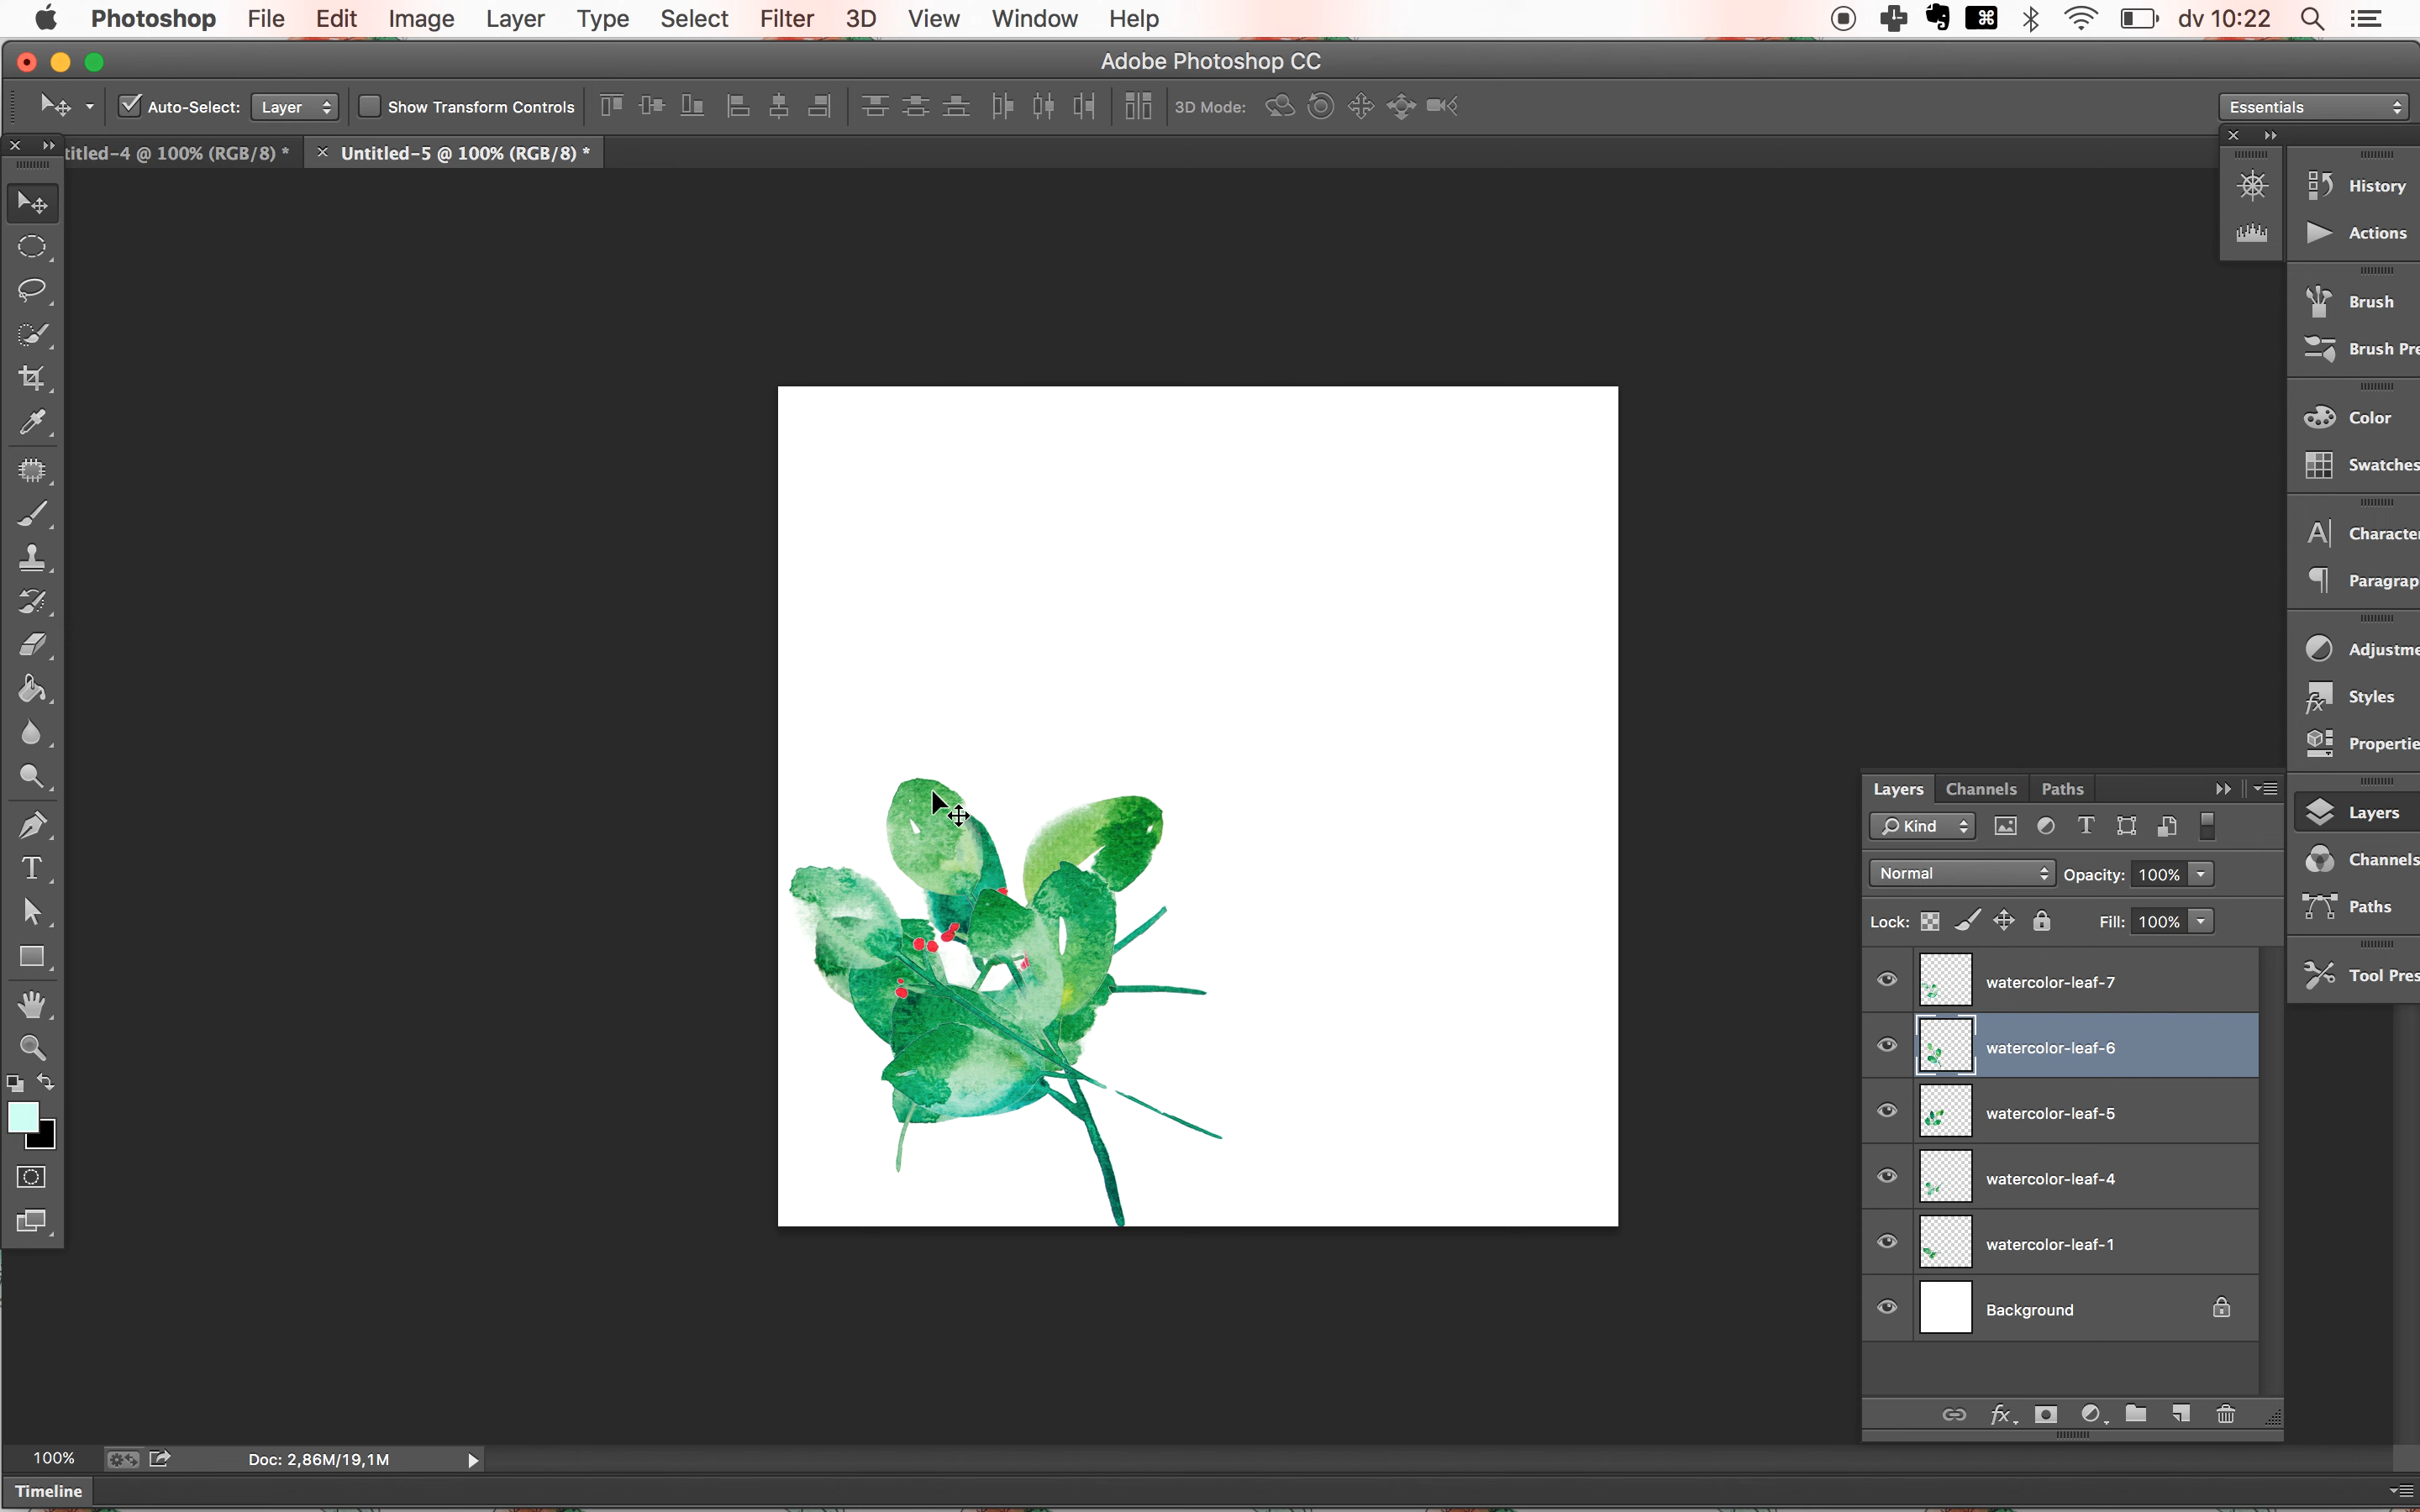 Photoshop File Edit Image Layer Type Select Filter 3D View Window Help dv 10:22
Adobe Photoshop CC
Auto-Select: Layer Show Transform Controls 3D Mode: Essentials
titled-4 @ 100% (RGB/8) * Untitled-5 @ 100% (RGB/8) *
History
Actions
Brush
Brush Pre
Color
Swatches
Character
Paragrap
Adjustme
Styles
Propertie
Layers
Channels
Paths
Tool Pres
Layers Channels Paths
Kind
Normal Opacity: 100%
Lock: Fill: 100%
watercolor-leaf-7
watercolor-leaf-6
watercolor-leaf-5
watercolor-leaf-4
watercolor-leaf-1
Background
100% Doc: 2,86M/19,1M
Timeline